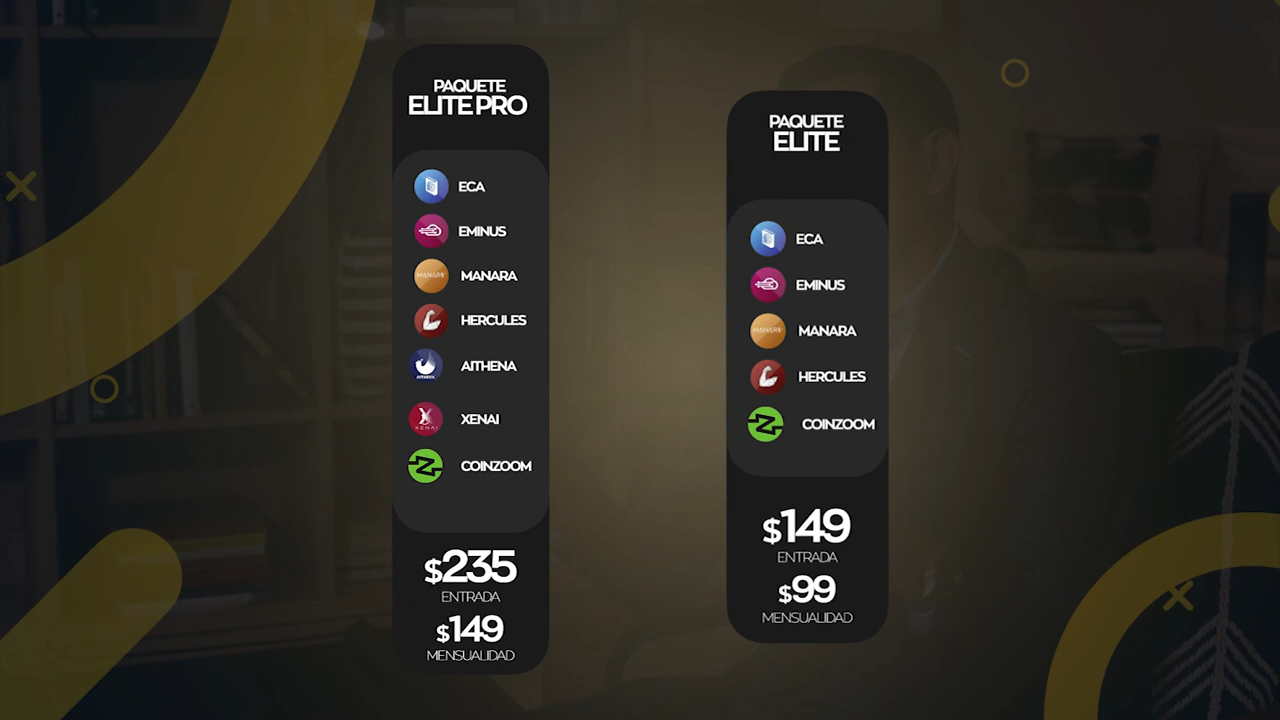 PAQUETE
ELITE PRO
ECA
EMINUS
MANARA
HERCULES
AITHENA
XENAI
COINZOOM
$235
ENTRADA
$149
MENSUALIDAD
PAQUETE
ELITE
ECA
EMINUS
MANARA
HERCULES
COINZOOM
$149
ENTRADA
$99
MENSUALIDAD